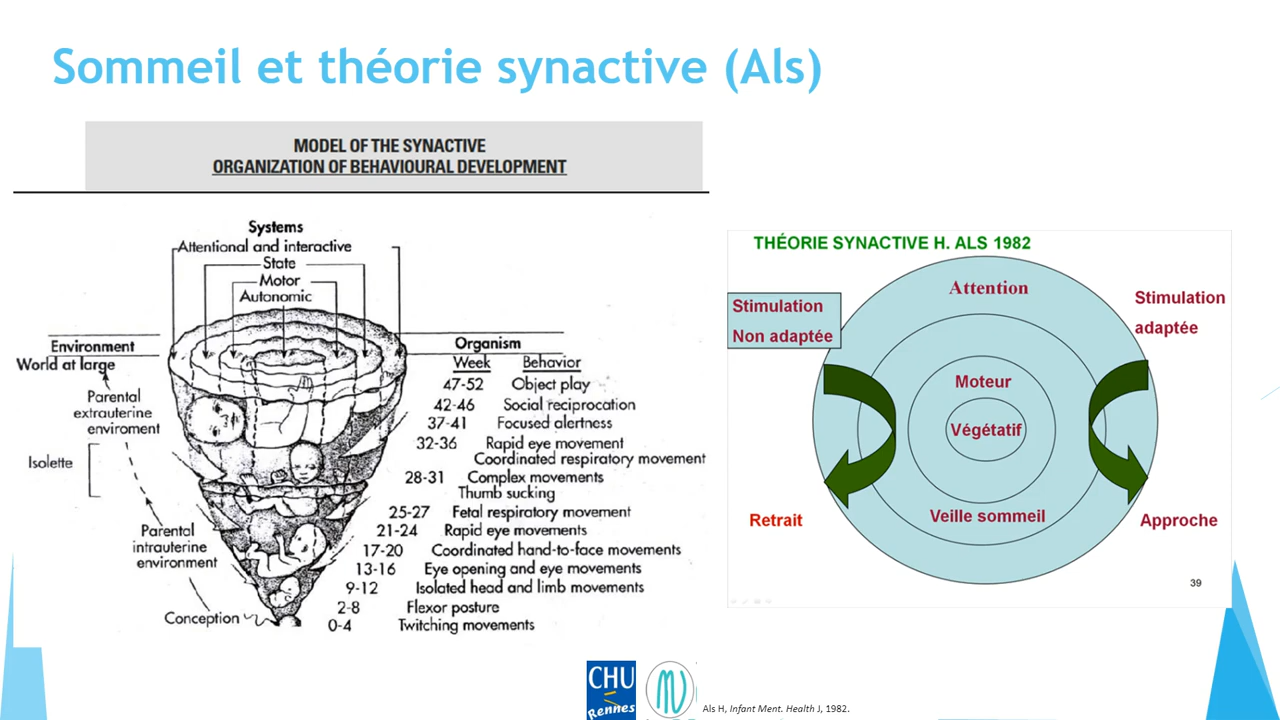 Sommeil et théorie synactive (Als)
MODEL OF THE SYNACTIVE
ORGANIZATION OF BEHAVIOURAL DEVELOPMENT
Systems
Attentional and interactive
State
Motor
Autonomic
Environment
World at large
Parental
extrauterine
enviroment
Isolette
Parental
intrauterine
environment
Conception
Organism
Week Behavior
47-52 Object play
42-46 Social reciprocation
37-41 Focused alertness
32-36 Rapid eye movement
Coordinated respiratory movement
28-31 Complex movements
Thumb sucking
25-27 Fetal respiratory movement
21-24 Rapid eye movements
17-20 Coordinated hand-to-face movements
13-16 Eye opening and eye movements
9-12 Isolated head and limb movements
2-8 Flexor posture
0-4 Twitching movements
THÉORIE SYNACTIVE H. ALS 1982
Attention
Stimulation
Non adaptée
Stimulation
adaptée
Moteur
Végétatif
Veille sommeil
Retrait
Approche
39
CHU
Rennes
Als H, Infant Ment. Health J, 1982.